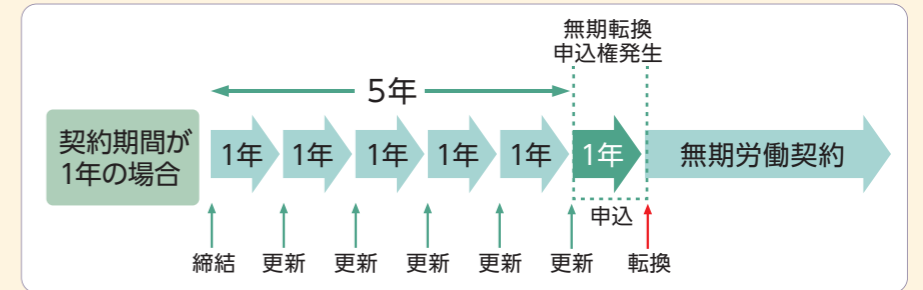 無期転換
申込権発生
5年
契約期間が
1年の場合
1年
1年
1年
1年
1年
1年
無期労働契約
申込
締結
更新
更新
更新
更新
更新
転換